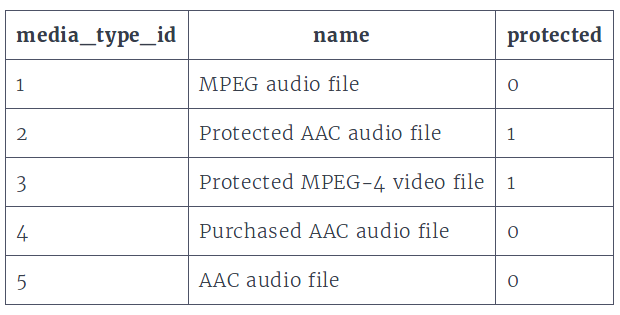 media_type_id name protected
1 MPEG audio file 0
2 Protected AAC audio file 1
3 Protected MPEG-4 video file 1
4 Purchased AAC audio file 0
5 AAC audio file 0